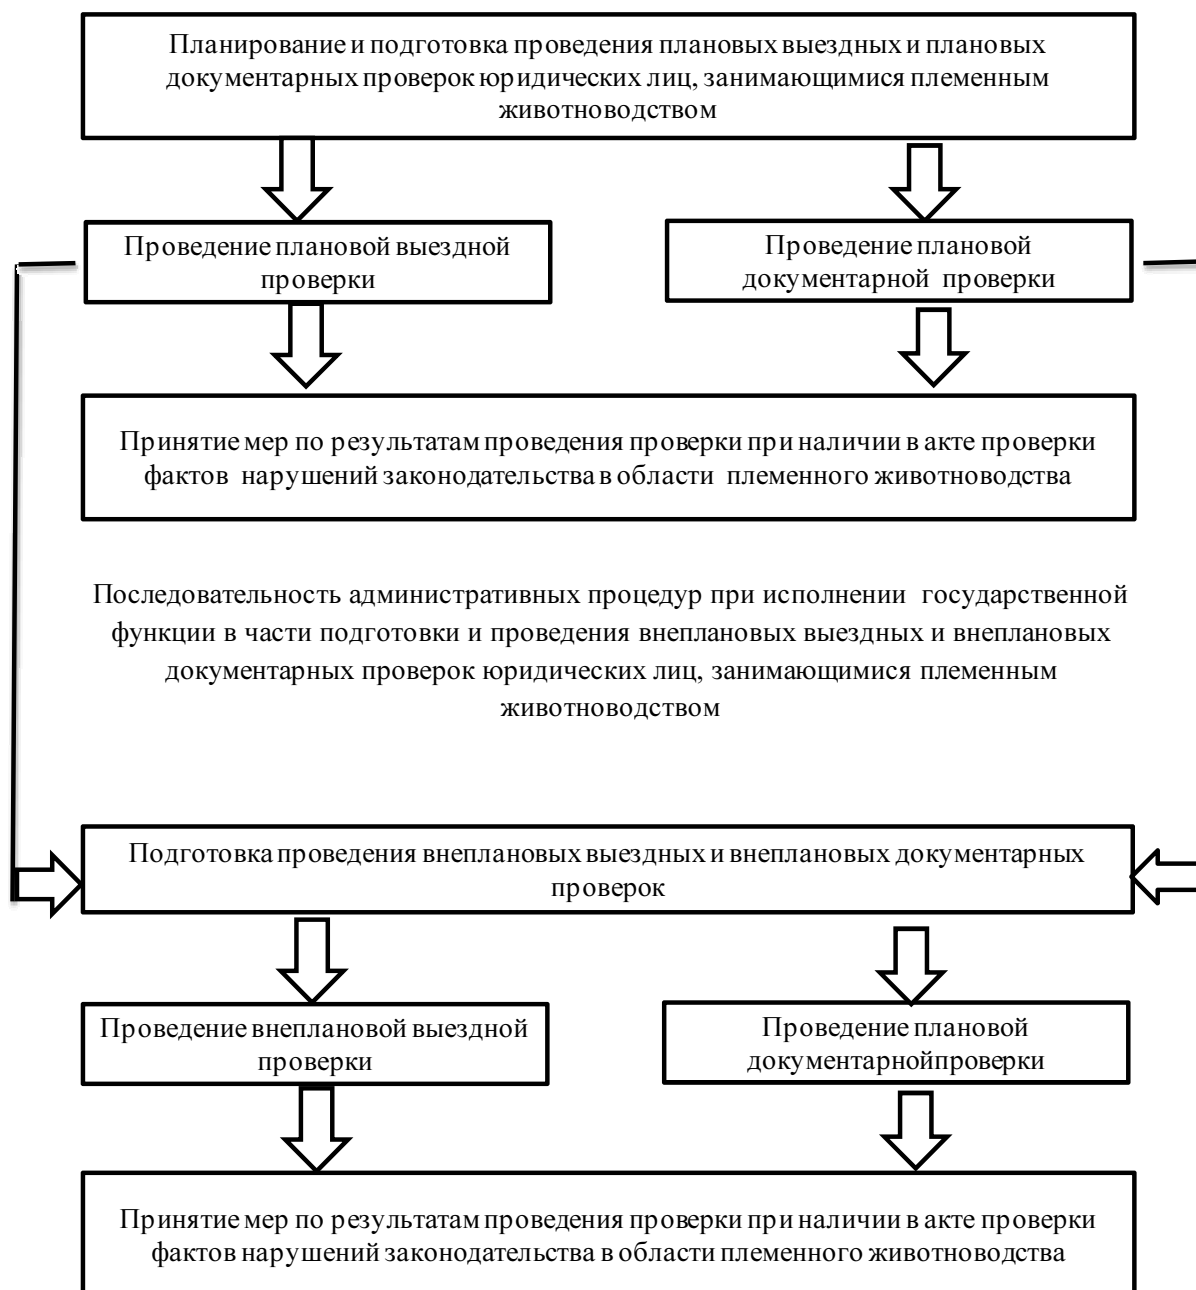 Планирование и подготовка проведения плановых выездных и плановых
документарных проверок юридических лиц, занимающимися племенным
животноводством
Проведение плановой выездной
проверки
Проведение плановой
документарной проверки
Принятие мер по результатам проведения проверки при наличии в акте проверки
фактов нарушений законодательства в области племенного животноводства
Последовательность административных процедур при исполнении государственной
функции в части подготовки и проведения внеплановых выездных и внеплановых
документарных проверок юридических лиц, занимающимися племенным
животноводством
Подготовка проведения внеплановых выездных и внеплановых документарных
проверок
Проведение внеплановой выездной
проверки
Проведение плановой
документарнойпроверки
Принятие мер по результатам проведения проверки при наличии в акте проверки
фактов нарушений законодательства в области племенного животноводства